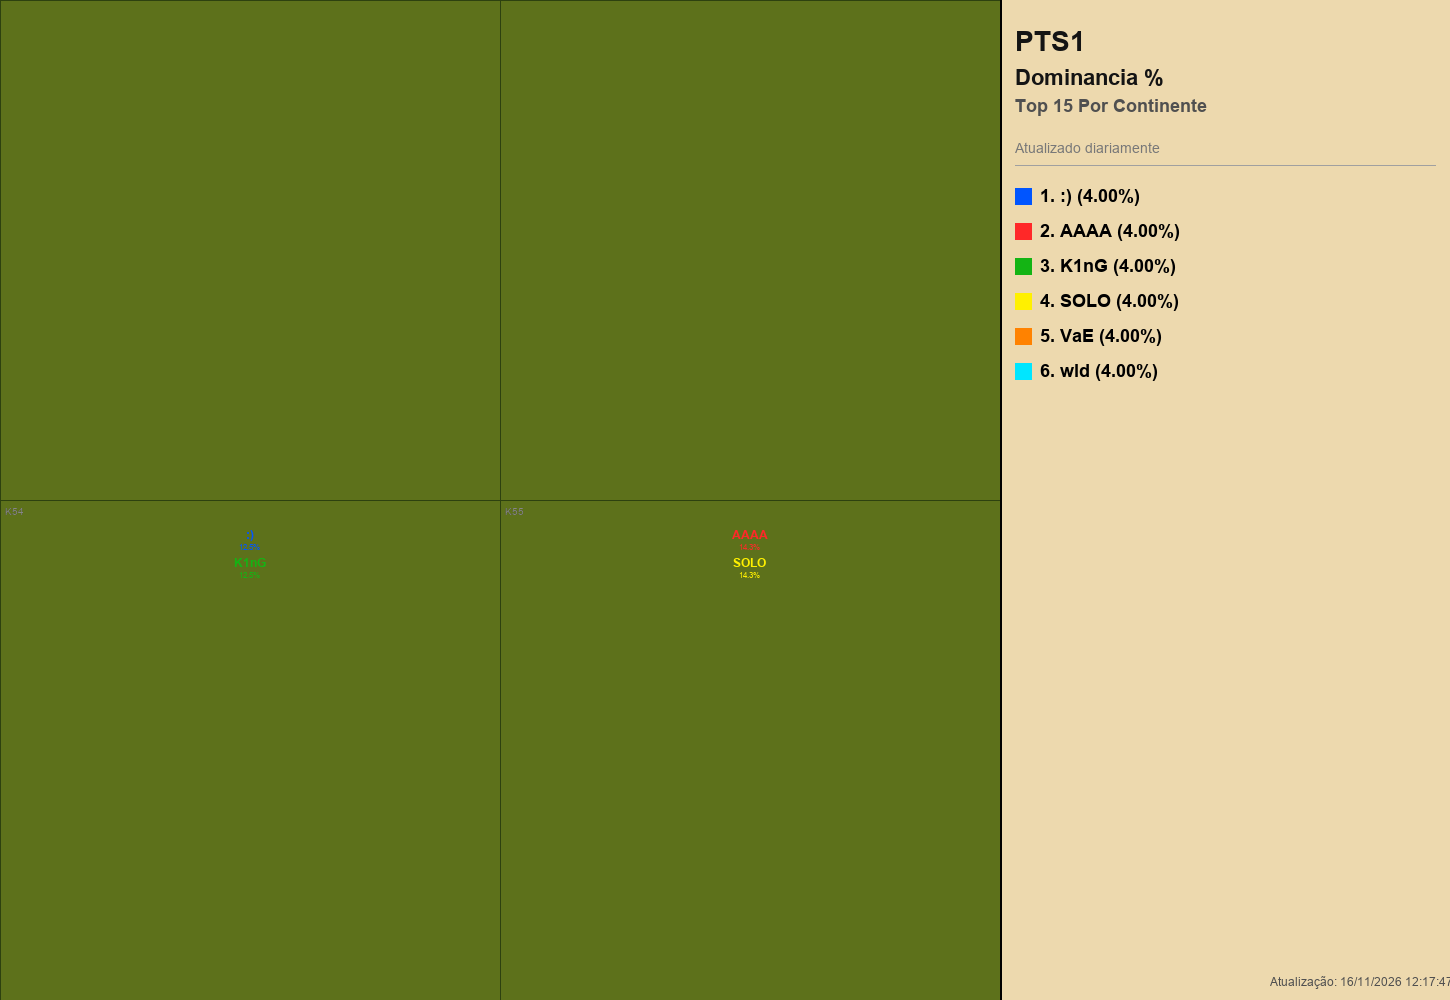 PTS1
Dominancia %
Top 15 Por Continente
Atualizado diariamente
1. :) (4.00%)
2. AAAA (4.00%)
3. K1nG (4.00%)
4. SOLO (4.00%)
5. VaE (4.00%)
6. wld (4.00%)
K54
:)
K1nG
K55
AAAA
SOLO
14.3%
Atualização: 16/11/2026 12:17:47